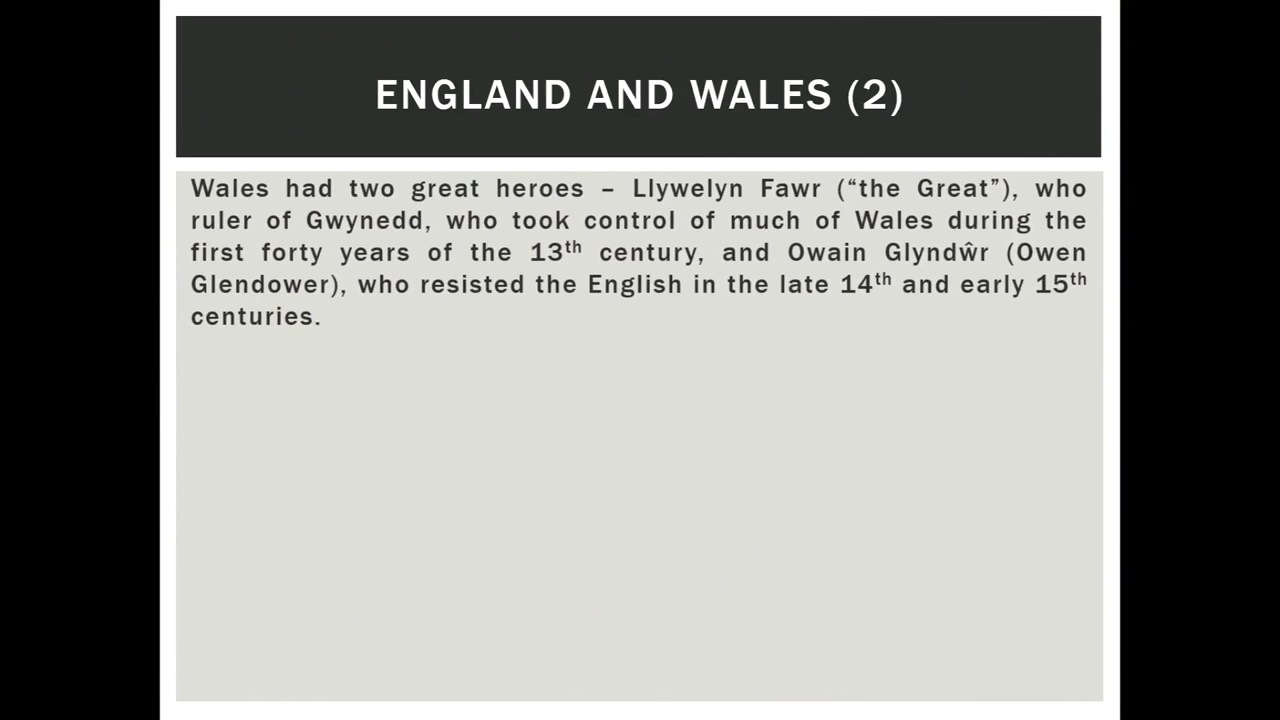 ENGLAND AND WALES (2)
Wales had two great heroes – Llywelyn Fawr (“the Great”), who
ruler of Gwynedd, who took control of much of Wales during the
first forty years of the 13th century, and Owain Glyndŵr (Owen
Glendower), who resisted the English in the late 14th and early 15th
centuries.